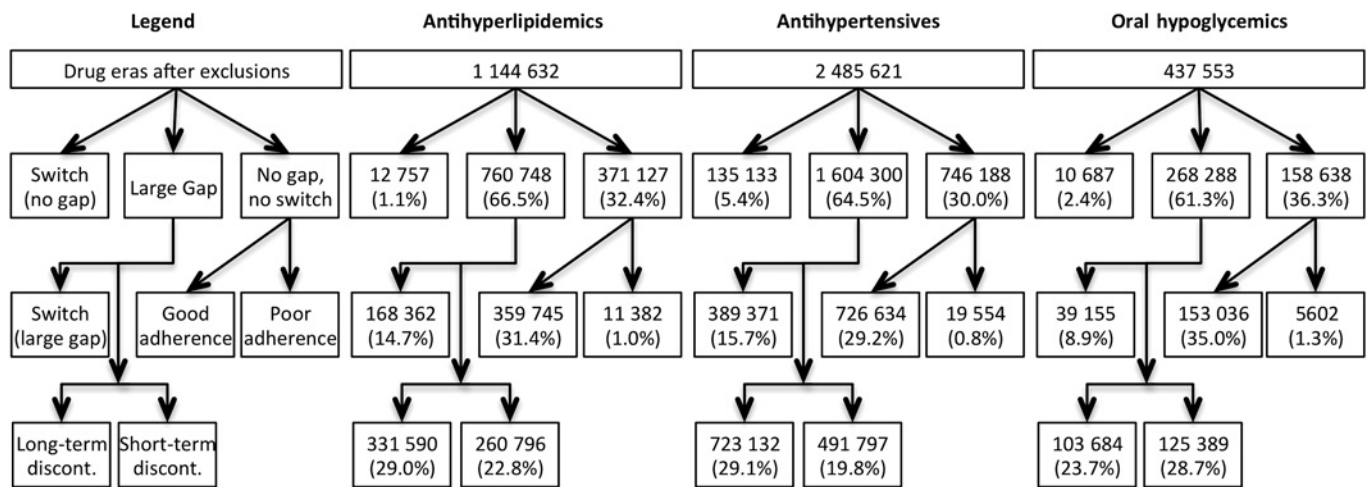 Legend
Antihyperlipidemics
Antihypertensives
Oral hypoglycemics
Drug eras after exclusions
1 144 632
2 485 621
437 553
Switch
(no gap)
Large Gap
No gap,
no switch
12 757
(1.1%)
760 748
(66.5%)
371 127
(32.4%)
135 133
(5.4%)
1 604 300
(64.5%)
746 188
(30.0%)
10 687
(2.4%)
268 288
(61.3%)
158 638
(36.3%)
Switch
(large gap)
Good
adherence
Poor
adherence
168 362
(14.7%)
359 745
(31.4%)
11 382
(1.0%)
389 371
(15.7%)
726 634
(29.2%)
19 554
(0.8%)
39 155
(8.9%)
153 036
(35.0%)
5602
(1.3%)
Long-term
discont.
Short-term
discont.
331 590
(29.0%)
260 796
(22.8%)
723 132
(29.1%)
491 797
(19.8%)
103 684
(23.7%)
125 389
(28.7%)